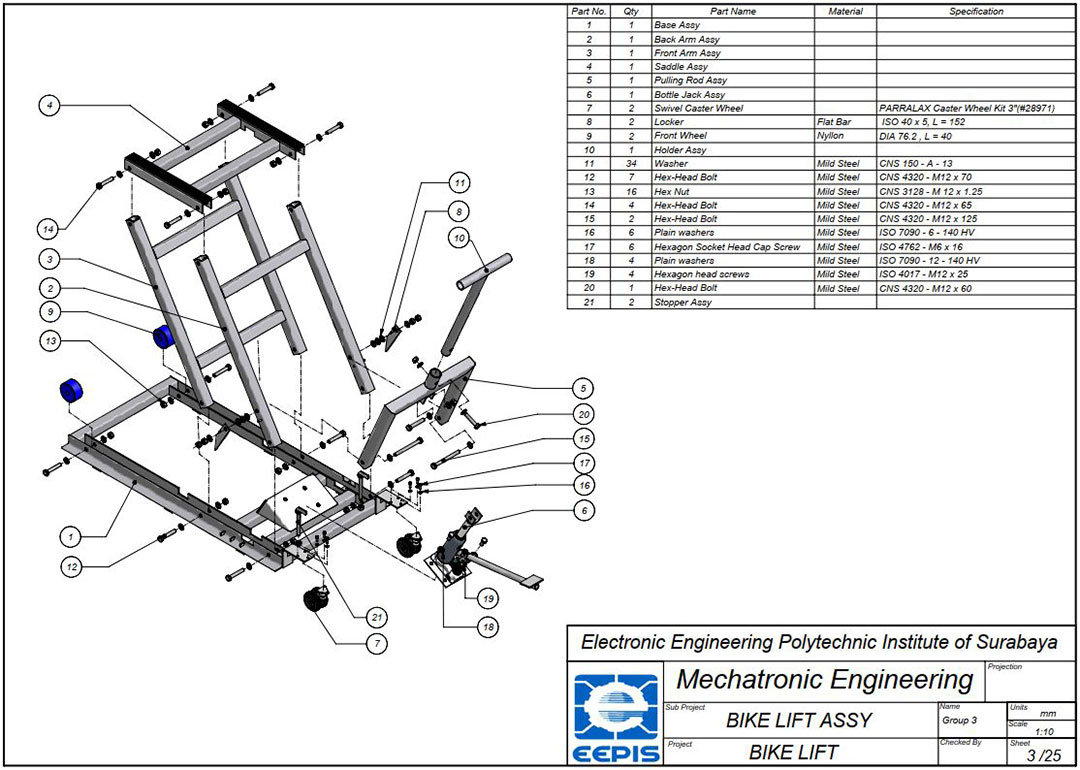 Part No. Qty Part Name Material Specification
1 1 Base Assy
2 1 Back Arm Assy
3 1 Front Arm Assy
4 1 Saddle Assy
5 1 Pulling Rod Assy
6 1 Bottle Jack Assy
7 2 Swivel Caster Wheel PARRALAX Caster Wheel Kit 3"(#28971)
8 2 Locker Flat Bar ISO 40 x 5, L = 152
9 2 Front Wheel Nyllon DIA 76.2 , L = 40
10 1 Holder Assy
11 34 Washer Mild Steel CNS 150 - A - 13
12 7 Hex-Head Bolt Mild Steel CNS 4320 - M12 x 70
13 16 Hex Nut Mild Steel CNS 3128 - M 12 x 1.25
14 4 Hex-Head Bolt Mild Steel CNS 4320 - M12 x 65
15 2 Hex-Head Bolt Mild Steel CNS 4320 - M12 x 125
16 6 Plain washers Mild Steel ISO 7090 - 6 - 140 HV
17 6 Hexagon Socket Head Cap Screw Mild Steel ISO 4762 - M6 x 16
18 4 Plain washers Mild Steel ISO 7090 - 12 - 140 HV
19 4 Hexagon head screws Mild Steel ISO 4017 - M12 x 25
20 1 Hex-Head Bolt Mild Steel CNS 4320 - M12 x 60
21 2 Stopper Assy
4
14
3
2
9
13
1
12
11
8
10
5
20
15
17
16
6
19
18
21
7
Electronic Engineering Polytechnic Institute of Surabaya
EEPIS
Mechatronic Engineering
Projection
Sub Project
BIKE LIFT ASSY
Name
Group 3
Units
mm
Scale
1:10
Project
BIKE LIFT
Checked By
Sheet
3 /25